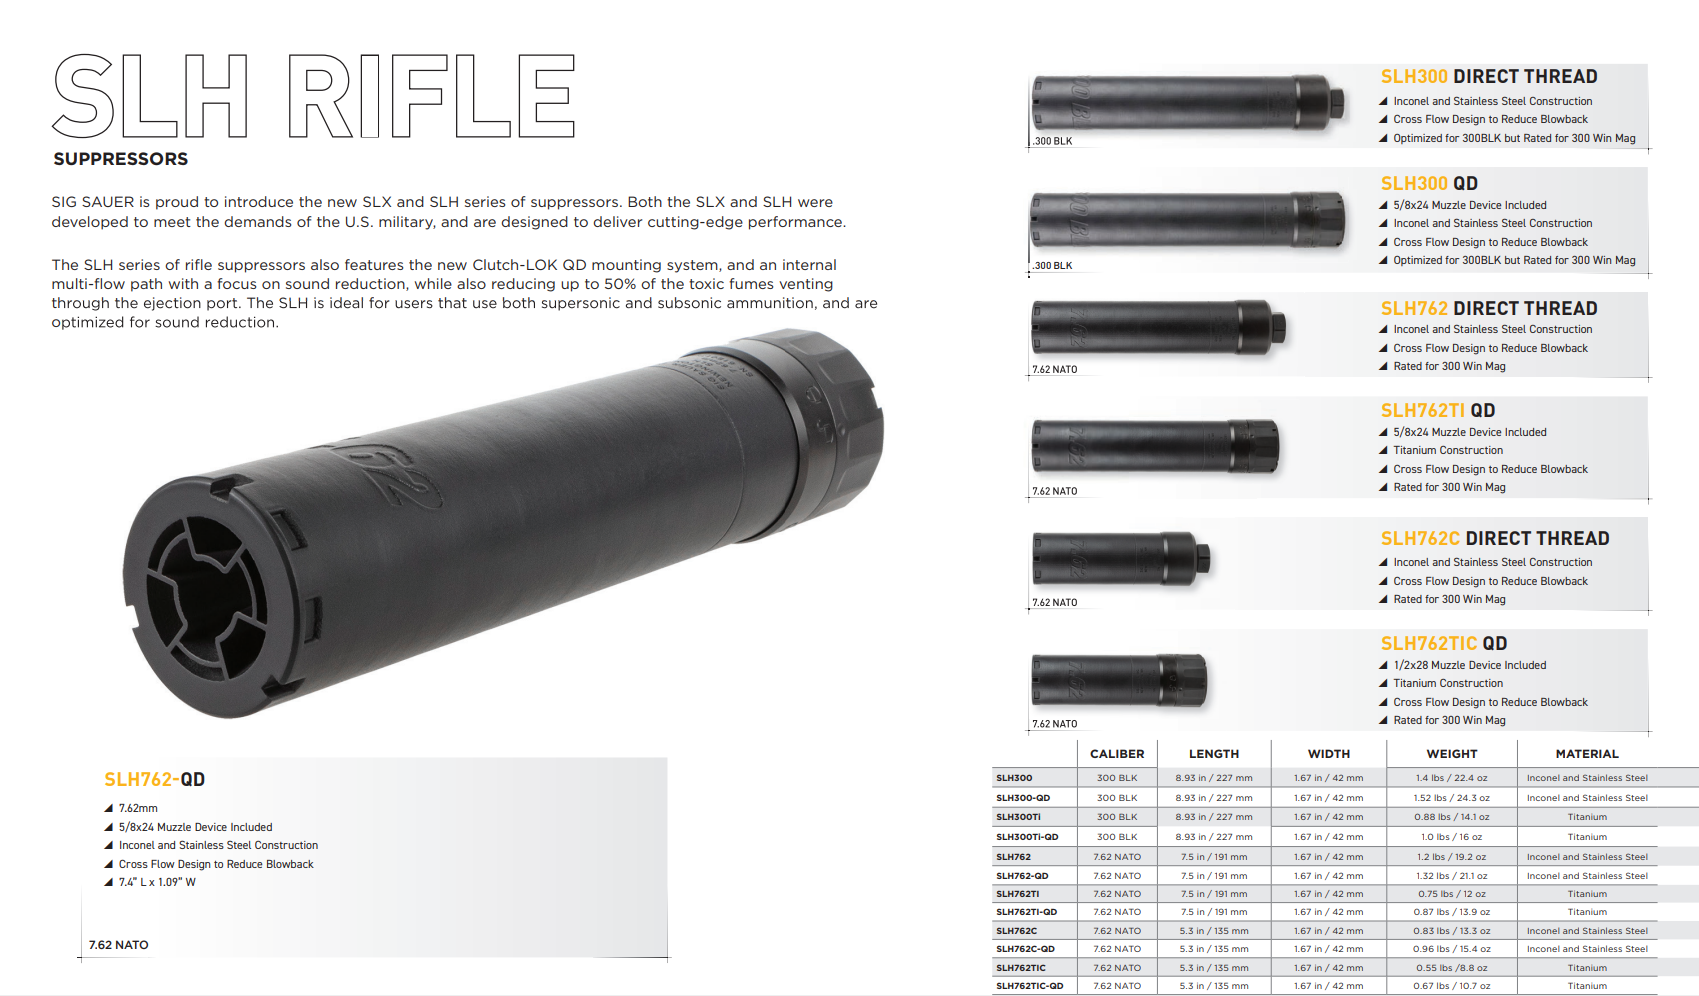 SLH RIFLE
SUPPRESSORS
SIG SAUER is proud to introduce the new SLX and SLH series of suppressors. Both the SLX and SLH were
developed to meet the demands of the U.S. military, and are designed to deliver cutting-edge performance.
The SLH series of rifle suppressors also features the new Clutch-LOK QD mounting system, and an internal
multi-flow path with a focus on sound reduction, while also reducing up to 50% of the toxic fumes venting
through the ejection port. The SLH is ideal for users that use both supersonic and subsonic ammunition, and are
optimized for sound reduction.
SLH762-QD
7.62mm
5/8x24 Muzzle Device Included
Inconel and Stainless Steel Construction
Cross Flow Design to Reduce Blowback
7.4" L x 1.09" W
7.62 NATO
SLH300 DIRECT THREAD
Inconel and Stainless Steel Construction
Cross Flow Design to Reduce Blowback
Optimized for 300BLK but Rated for 300 Win Mag
.300 BLK
SLH300 QD
5/8x24 Muzzle Device Included
Inconel and Stainless Steel Construction
Cross Flow Design to Reduce Blowback
Optimized for 300BLK but Rated for 300 Win Mag
.300 BLK
SLH762 DIRECT THREAD
Inconel and Stainless Steel Construction
Cross Flow Design to Reduce Blowback
Rated for 300 Win Mag
7.62 NATO
SLH762TI QD
5/8x24 Muzzle Device Included
Titanium Construction
Cross Flow Design to Reduce Blowback
Rated for 300 Win Mag
7.62 NATO
SLH762C DIRECT THREAD
Inconel and Stainless Steel Construction
Cross Flow Design to Reduce Blowback
Rated for 300 Win Mag
7.62 NATO
SLH762TIC QD
1/2x28 Muzzle Device Included
Titanium Construction
Cross Flow Design to Reduce Blowback
Rated for 300 Win Mag
7.62 NATO
CALIBER LENGTH WIDTH WEIGHT MATERIAL
SLH300 300 BLK 8.93 in / 227 mm 1.67 in / 42 mm 1.4 lbs / 22.4 oz Inconel and Stainless Steel
SLH300-QD 300 BLK 8.93 in / 227 mm 1.67 in / 42 mm 1.52 lbs / 24.3 oz Inconel and Stainless Steel
SLH300Ti 300 BLK 8.93 in / 227 mm 1.67 in / 42 mm 0.88 lbs / 14.1 oz Titanium
SLH300Ti-QD 300 BLK 8.93 in / 227 mm 1.67 in / 42 mm 1.0 lbs / 16 oz Titanium
SLH762 7.62 NATO 7.5 in / 191 mm 1.67 in / 42 mm 1.2 lbs / 19.2 oz Inconel and Stainless Steel
SLH762-QD 7.62 NATO 7.5 in / 191 mm 1.67 in / 42 mm 1.32 lbs / 21.1 oz Inconel and Stainless Steel
SLH762TI 7.62 NATO 7.5 in / 191 mm 1.67 in / 42 mm 0.75 lbs / 12 oz Titanium
SLH762TI-QD 7.62 NATO 7.5 in / 191 mm 1.67 in / 42 mm 0.87 lbs / 13.9 oz Titanium
SLH762C 7.62 NATO 5.3 in / 135 mm 1.67 in / 42 mm 0.83 lbs / 13.3 oz Inconel and Stainless Steel
SLH762C-QD 7.62 NATO 5.3 in / 135 mm 1.67 in / 42 mm 0.96 lbs / 15.4 oz Inconel and Stainless Steel
SLH762TIC 7.62 NATO 5.3 in / 135 mm 1.67 in / 42 mm 0.55 lbs /8.8 oz Titanium
SLH762TIC-QD 7.62 NATO 5.3 in / 135 mm 1.67 in / 42 mm 0.67 lbs / 10.7 oz Titanium